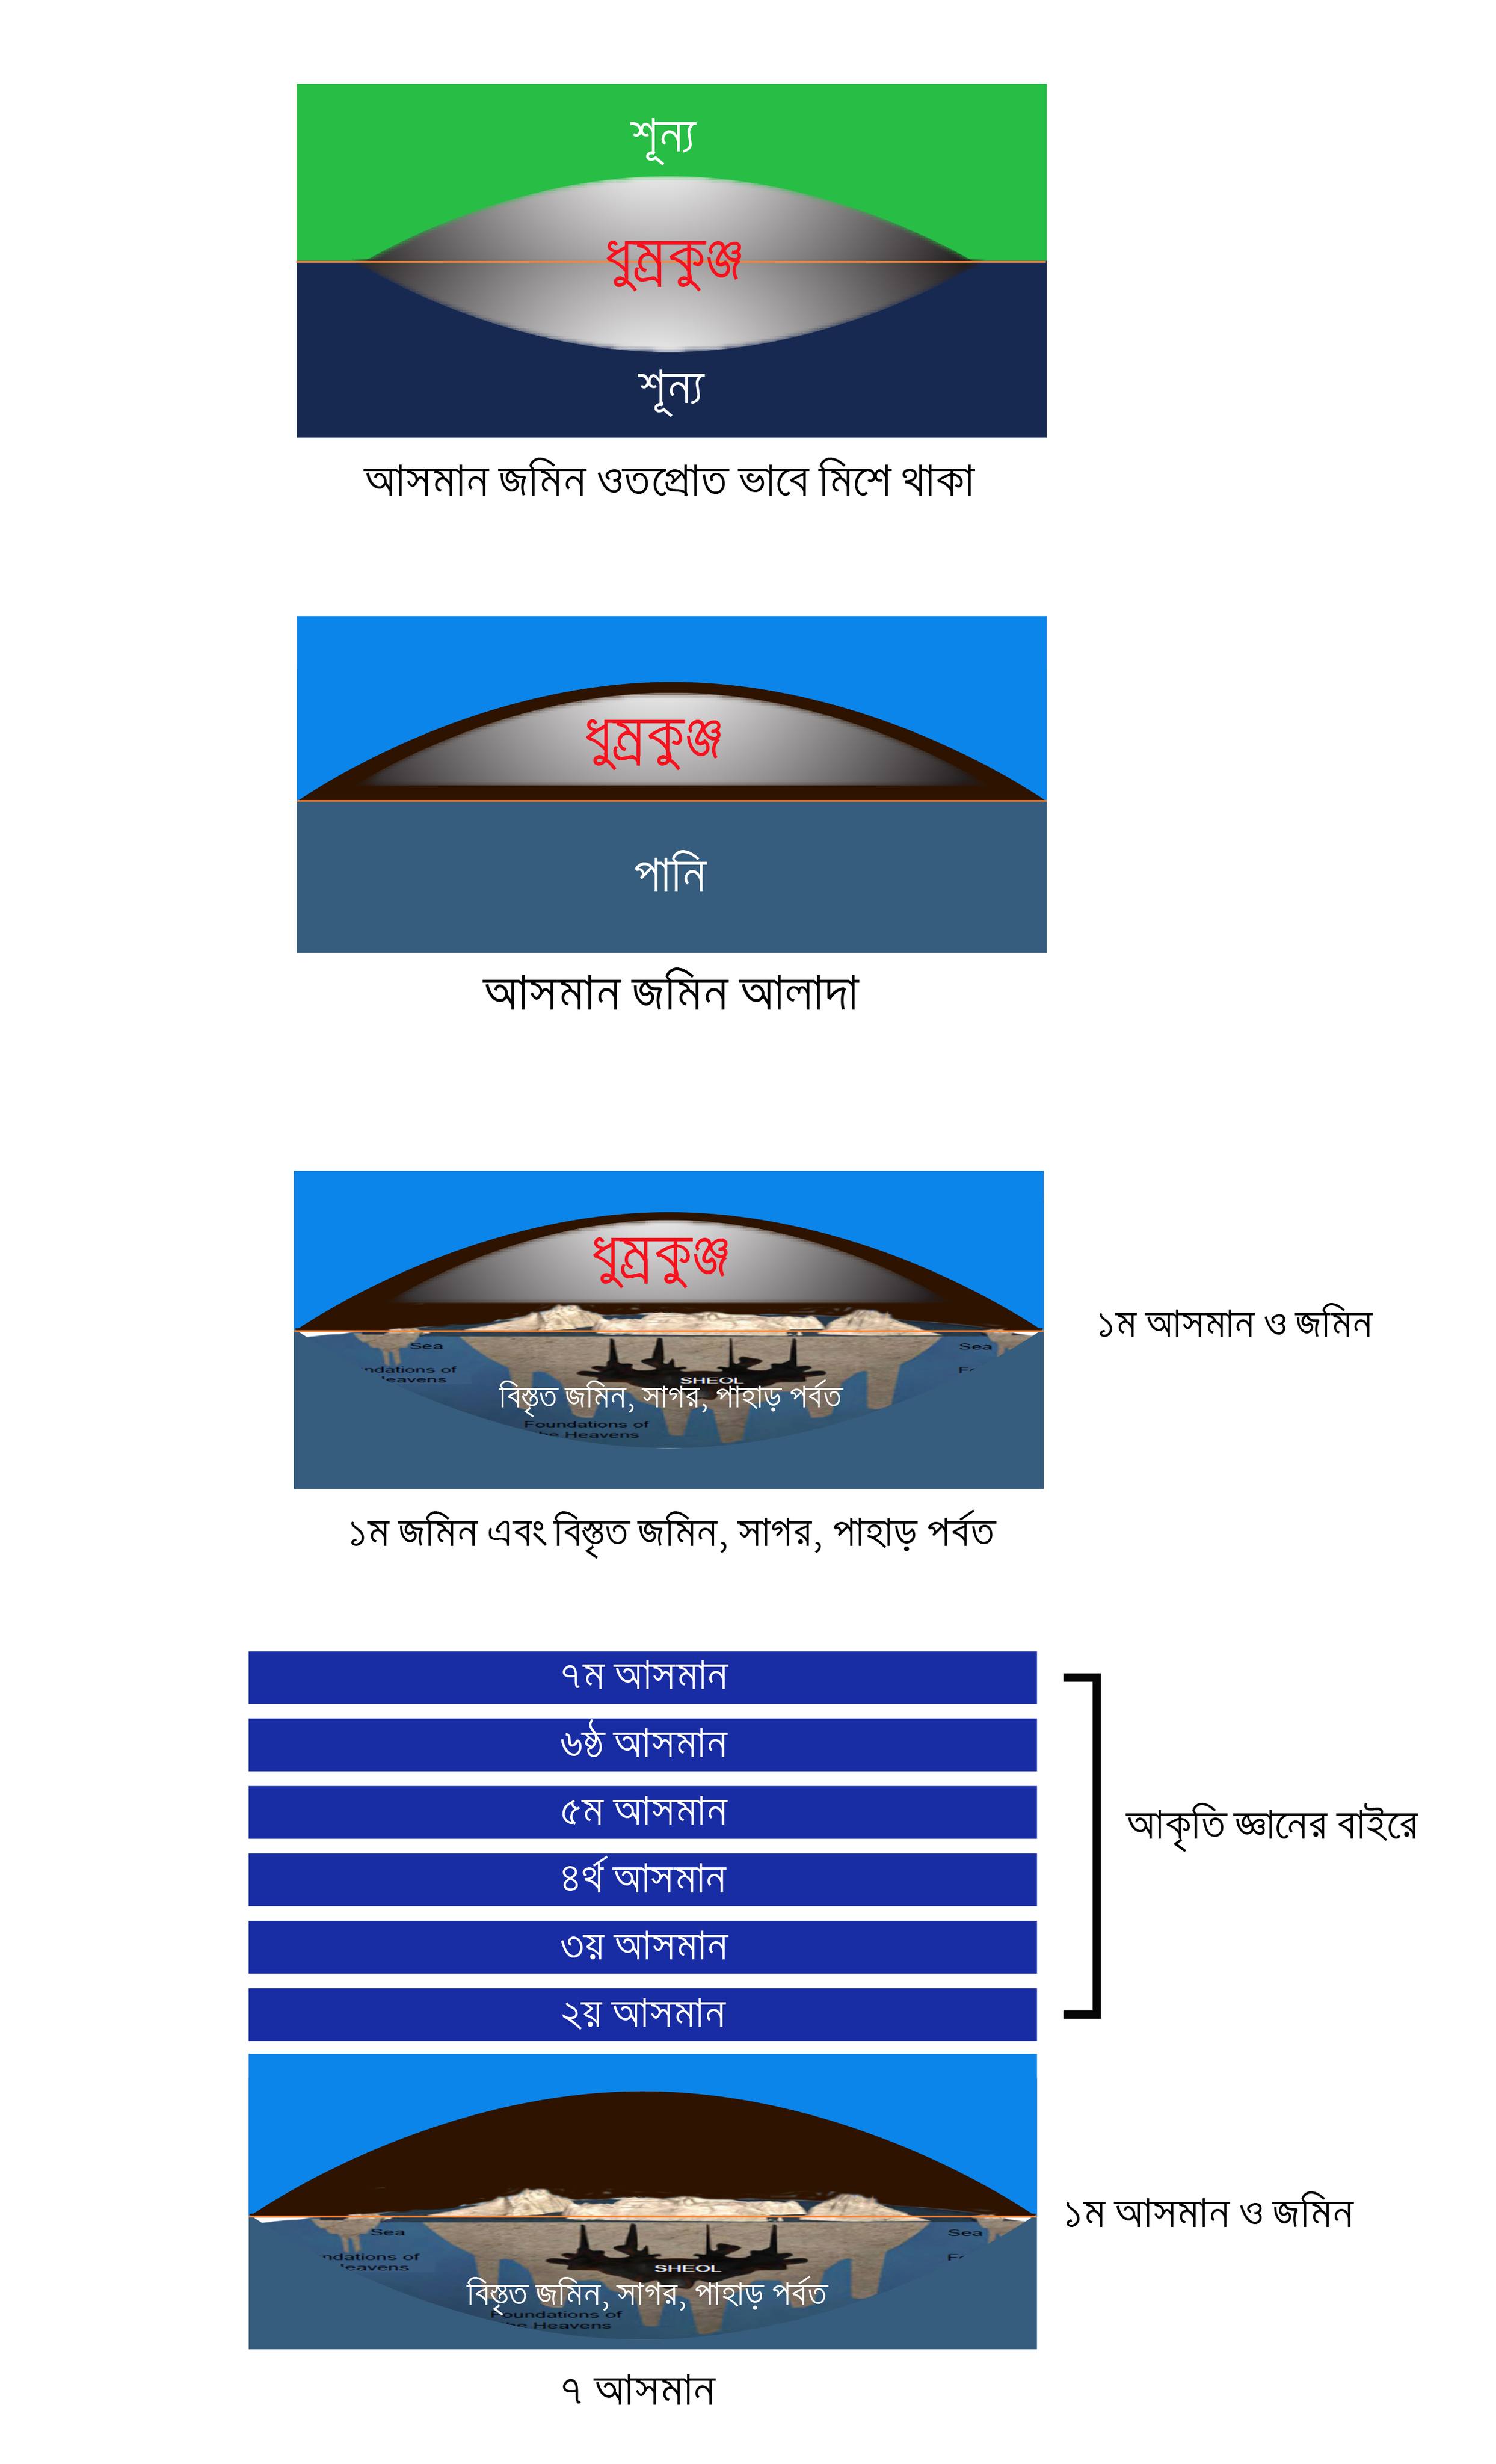 শূন্য
ধুম্রকুঞ্জ
শূন্য
আসমান জমিন ওতপ্রোত ভাবে মিশে থাকা
ধুম্রকুঞ্জ
পানি
আসমান জমিন আলাদা
ধুম্রকুঞ্জ
১ম আসমান ও জমিন
Sea
Sea
ndations of
'eavens
SHEOL
বিস্তৃত জমিন, সাগর, পাহাড় পর্বত
Foundations of
he Heavens
১ম জমিন এবং বিস্তৃত জমিন, সাগর, পাহাড় পর্বত
৭ম আসমান
৬ষ্ঠ আসমান
৫ম আসমান
আকৃতি জ্ঞানের বাইরে
৪র্থ আসমান
৩য় আসমান
২য় আসমান
১ম আসমান ও জমিন
Sea
Sea
ndations of
'eavens
SHEOL
বিস্তৃত জমিন, সাগর, পাহাড় পর্বত
Foundations of
he Heavens
৭ আসমান